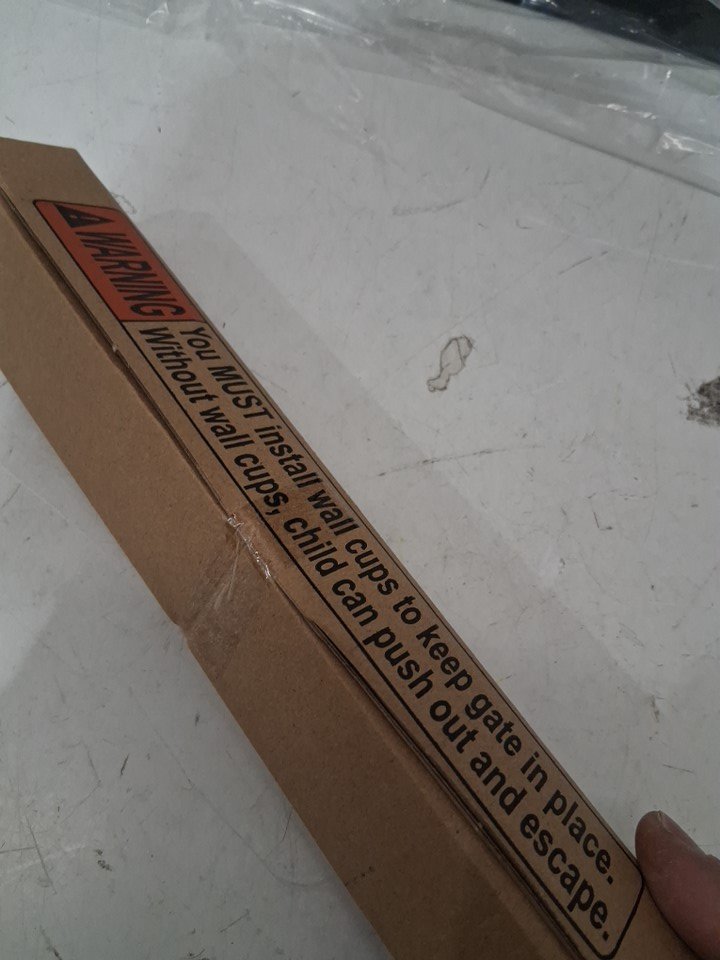 WARNING
You MUST install wall cups to keep gate in place.
Without wall cups, child can push out and escape.